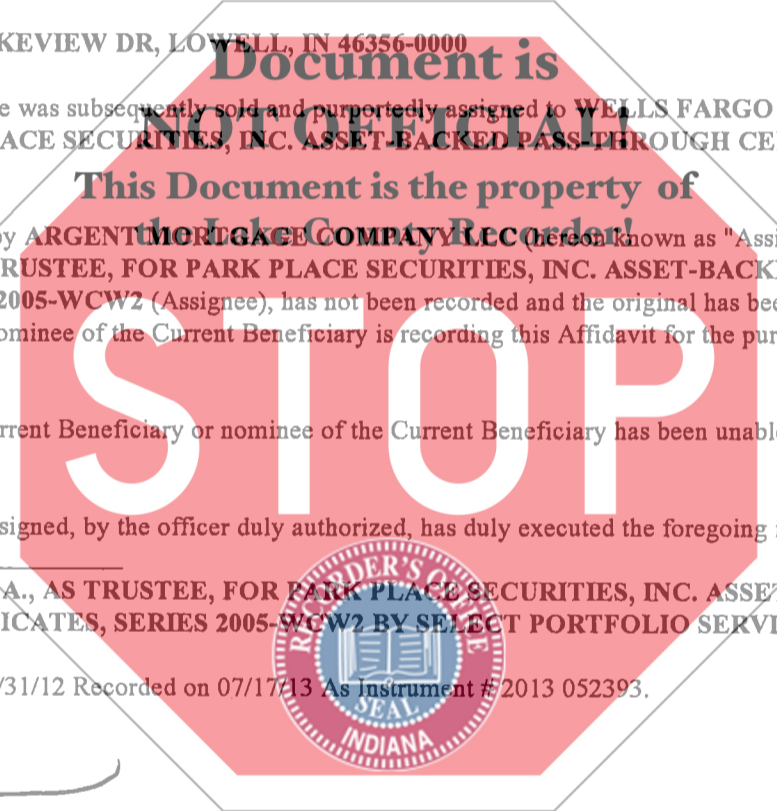 KEVIEW DR, LOWELL, IN 46356-0000
Document is
e was subsequently sold and purportedly assigned to WELLS FARGO
NOT OFFICIAL!
ACE SECURITIES, INC. ASSET-BACKED PASS-THROUGH CE
This Document is the property of
the Lake County Recorder!
by ARGENT MORTGAGE COMPANY LLC (hereon known as "Assi
RUSTEE, FOR PARK PLACE SECURITIES, INC. ASSET-BACK
2005-WCW2 (Assignee), has not been recorded and the original has bee
ominee of the Current Beneficiary is recording this Affidavit for the pur
STOP
rrent Beneficiary or nominee of the Current Beneficiary has been unable
signed, by the officer duly authorized, has duly executed the foregoing
A., AS TRUSTEE, FOR PARK PLACE SECURITIES, INC. ASSE
ICATES, SERIES 2005-WCW2 BY SELECT PORTFOLIO SERVI
/31/12 Recorded on 07/17/13 As Instrument # 2013 052393.
RECORDER'S OFFICE
SEAL
INDIANA